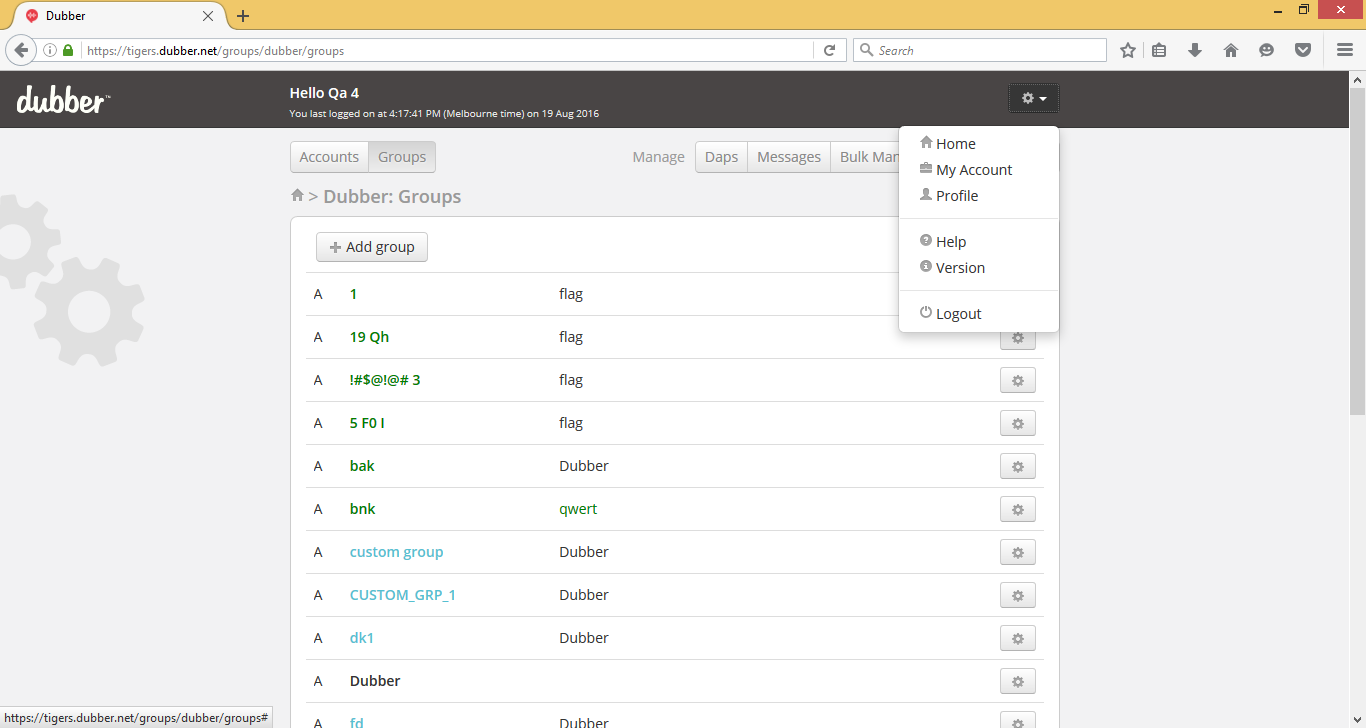 Dubber
https://tigers.dubber.net/groups/dubber/groups
Search
dubber™
Hello Qa 4
You last logged on at 4:17:41 PM (Melbourne time) on 19 Aug 2016
Accounts Groups Manage Daps Messages Bulk Man
Home
My Account
Profile
Help
Version
Logout
> Dubber: Groups
+ Add group
A 1 flag
A 19 Qh flag
A !#$@!@# 3 flag
A 5 F0 I flag
A bak Dubber
A bnk qwert
A custom group Dubber
A CUSTOM_GRP_1 Dubber
A dk1 Dubber
A Dubber
A fd Dubber
https://tigers.dubber.net/groups/dubber/groups#